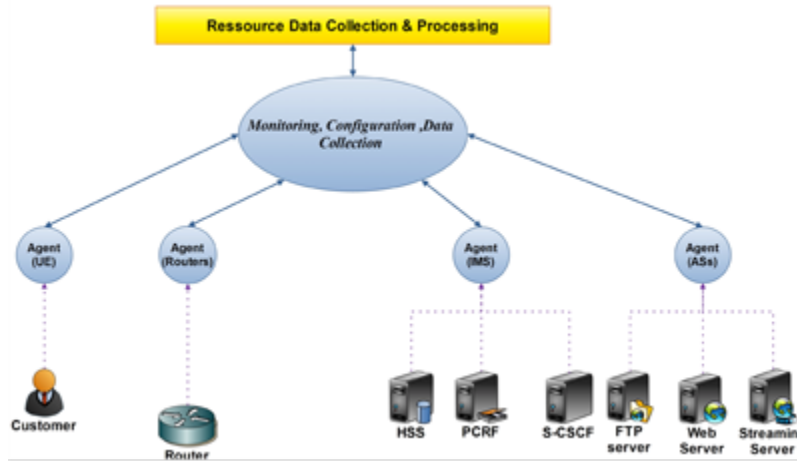 Ressource Data Collection & Processing
Monitoring, Configuration ,Data
Collection
Agent
(UE)
Agent
(Routers)
Agent
(IMS)
Agent
(ASs)
Customer
Router
HSS
PCRF
S-CSCF
FTP
server
Web
Server
Streamin
Server